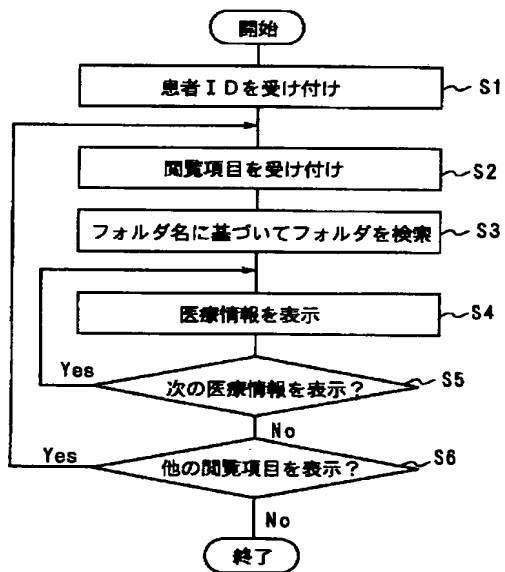 開始
患者IDを受け付け
S1
閲覧項目を受け付け
S2
フォルダ名に基づいてフォルダを検索
S3
医療情報を表示
S4
Yes
次の医療情報を表示?
S5
No
Yes
他の閲覧項目を表示?
S6
No
終了